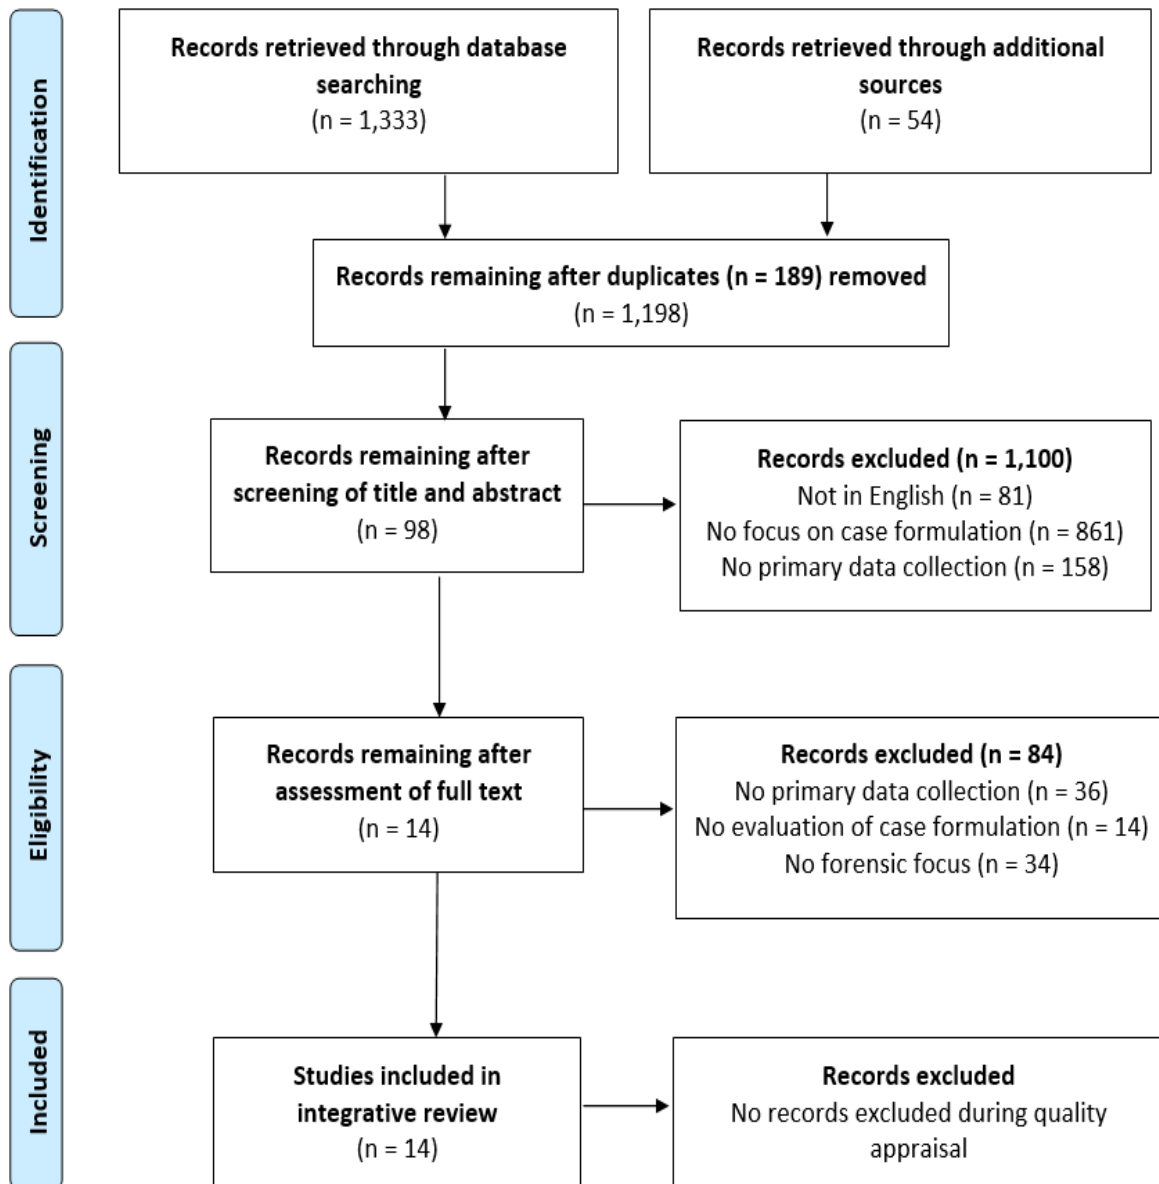 Identification
Records retrieved through database
searching
(n = 1,333)
Records retrieved through additional
sources
(n = 54)
Records remaining after duplicates (n = 189) removed
(n = 1,198)
Screening
Records remaining after
screening of title and abstract
(n = 98)
Records excluded (n = 1,100)
Not in English (n = 81)
No focus on case formulation (n = 861)
No primary data collection (n = 158)
Eligibility
Records remaining after
assessment of full text
(n = 14)
Records excluded (n = 84)
No primary data collection (n = 36)
No evaluation of case formulation (n = 14)
No forensic focus (n = 34)
Included
Studies included in
integrative review
(n = 14)
Records excluded
No records excluded during quality
appraisal